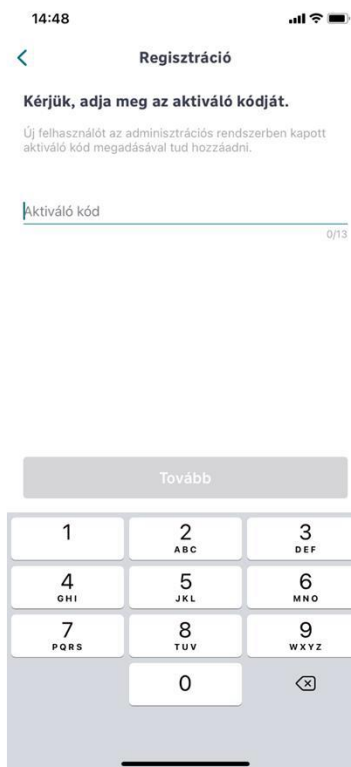 14:48
Regisztráció
Kérjük, adja meg az aktiváló kódját.
Új felhasználót az adminisztrációs rendszerben kapott
aktiváló kód megadásával tud hozzáadni.
Aktiváló kód
0/13
Tovább
1 2 3
ABC DEF
4 5 6
GHI JKL MNO
7 8 9
PQRS TUV WXYZ
0